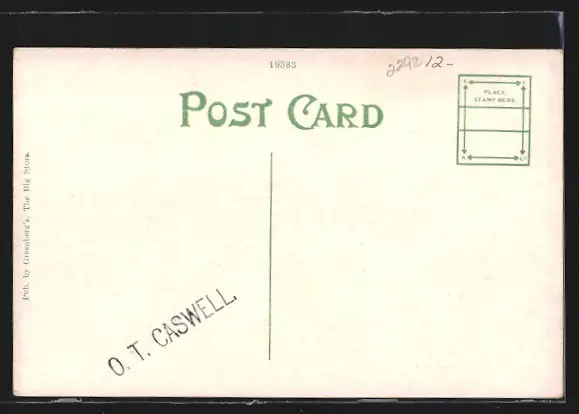 19383
2292 12-
POST CARD
PLACE
STAMP HERE
Pub. by Greenberg's, The Big Store.
O. T. CASWELL.